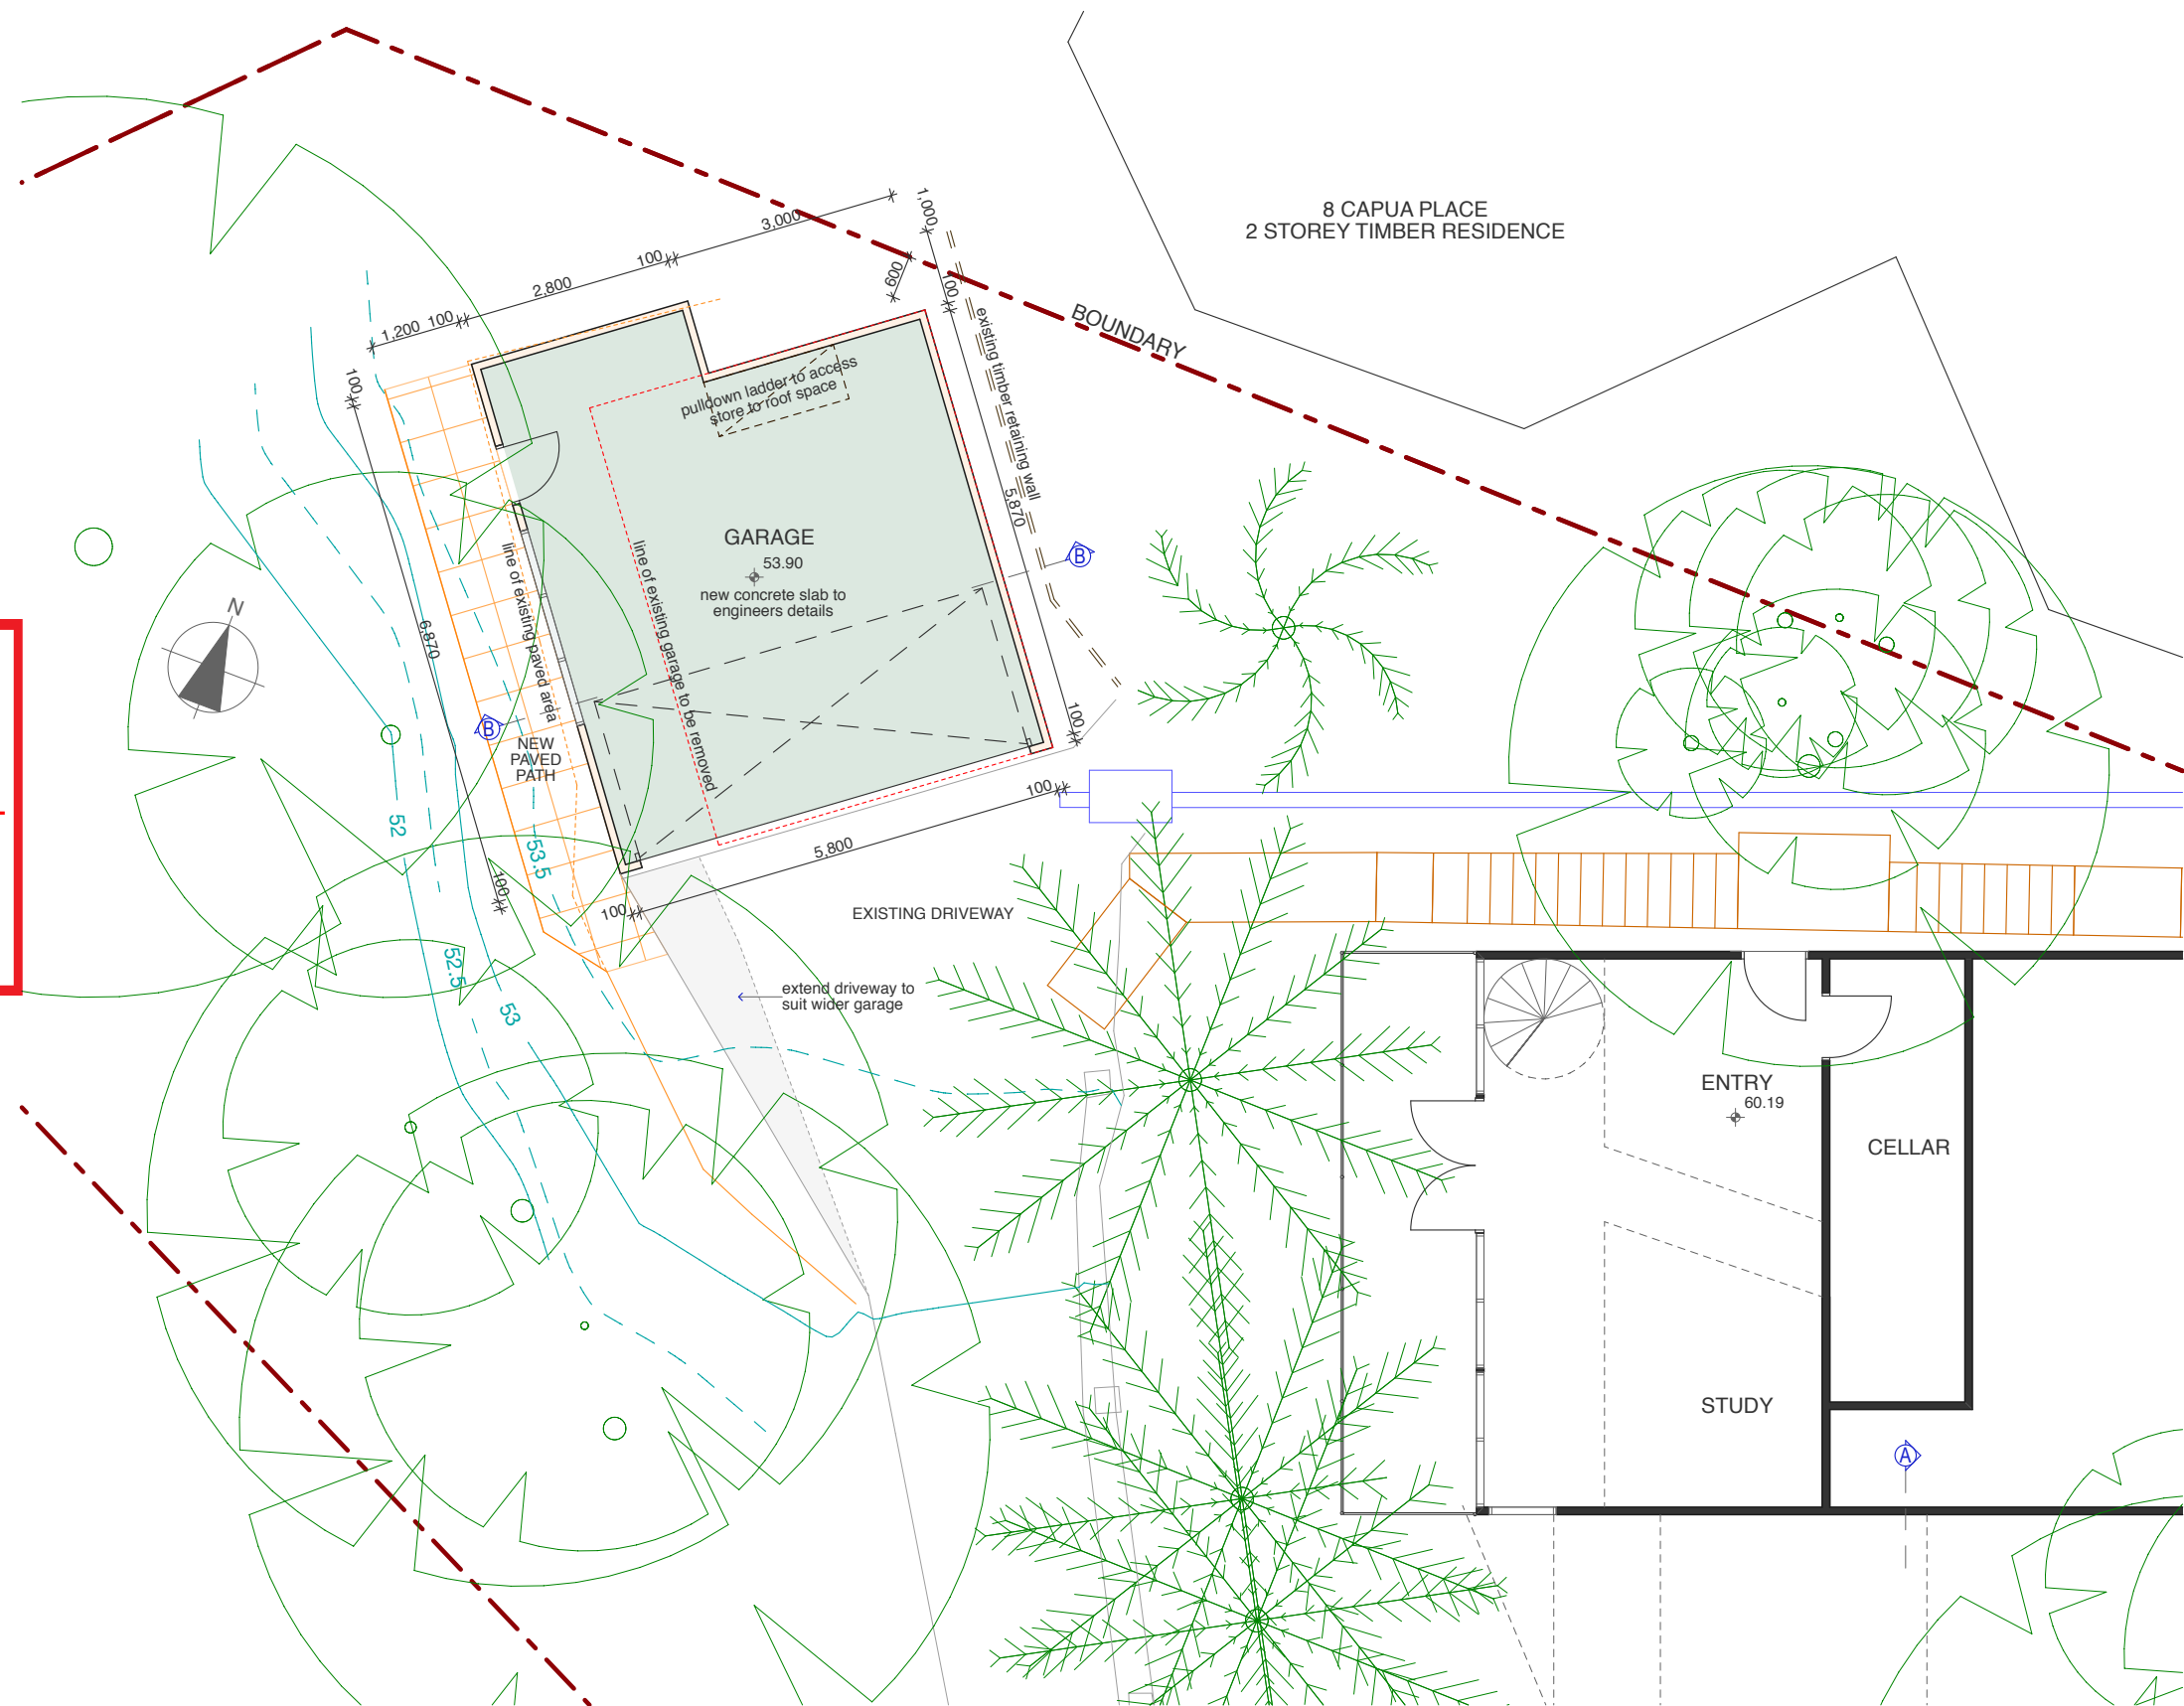 8 CAPUA PLACE
2 STOREY TIMBER RESIDENCE
BOUNDARY
3,000
1,000
100
2,800
600
100
1,200
100
100
existing timber retaining wall
pulldown ladder to access
store to roof space
5,870
B
GARAGE
53.90
new concrete slab to
engineers details
line of existing paved area
line of existing garage to be removed
N
6,870
B
NEW
PAVED
PATH
100
100
52
53.5
5,800
100
100
EXISTING DRIVEWAY
52.5
53
extend driveway to
suit wider garage
ENTRY
60.19
CELLAR
STUDY
A